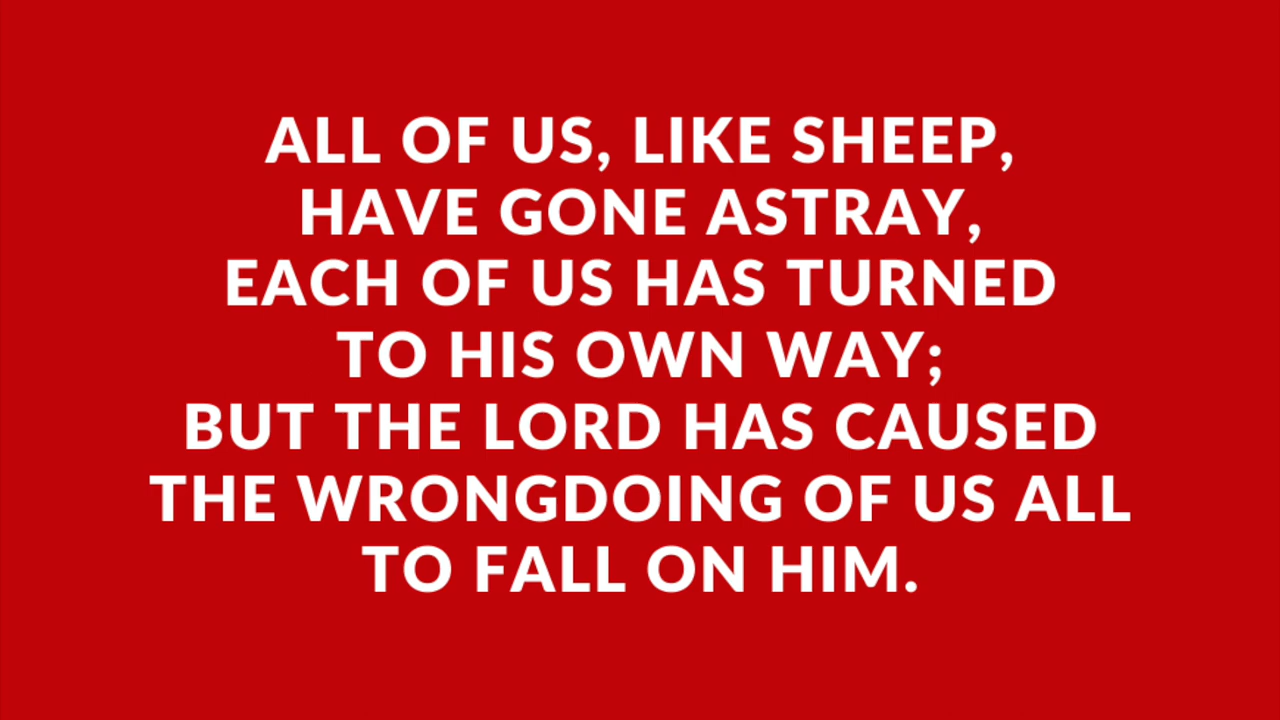 ALL OF US, LIKE SHEEP,
HAVE GONE ASTRAY,
EACH OF US HAS TURNED
TO HIS OWN WAY;
BUT THE LORD HAS CAUSED
THE WRONGDOING OF US ALL
TO FALL ON HIM.